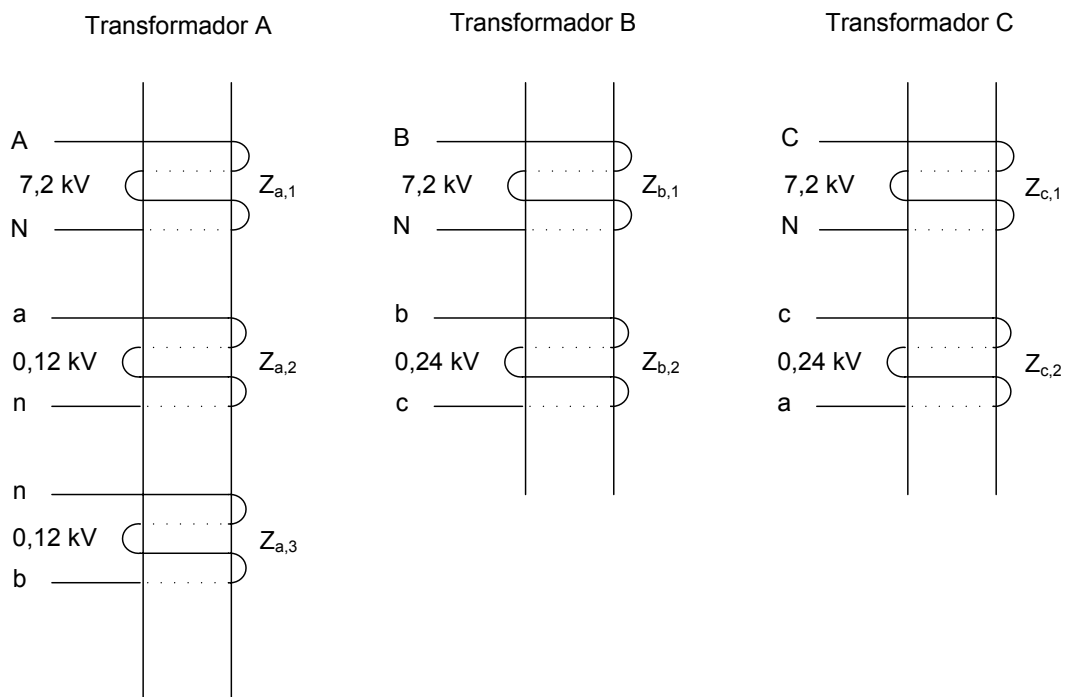 Transformador A
Transformador B
Transformador C
A
7,2 kV
Za,1
N
a
0,12 kV
Za,2
n
n
0,12 kV
Za,3
b
B
7,2 kV
Zb,1
N
b
0,24 kV
Zb,2
c
C
7,2 kV
Zc,1
N
c
0,24 kV
Zc,2
a